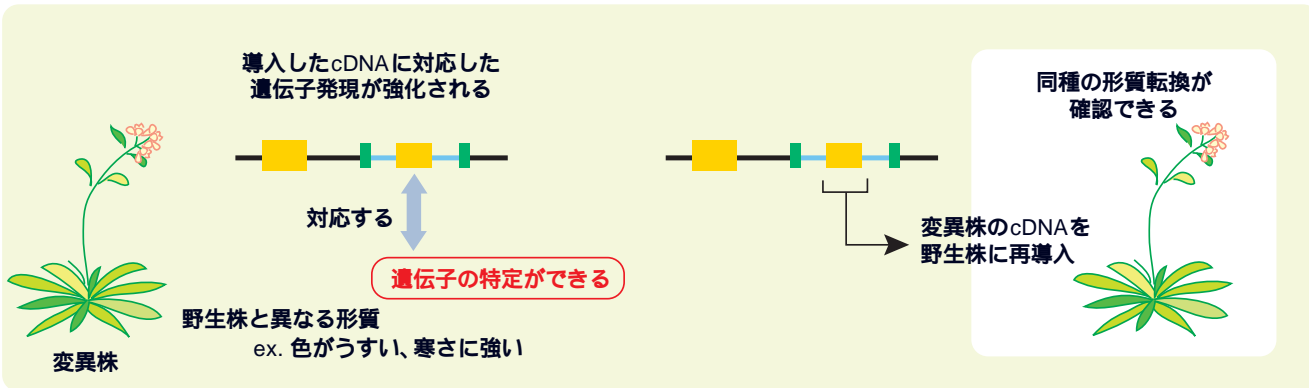 導入したcDNAに対応した
遺伝子発現が強化される
対応する
遺伝子の特定ができる
野生株と異なる形質
ex. 色がうすい、寒さに強い
変異株
同種の形質転換が
確認できる
変異株のcDNAを
野生株に再導入